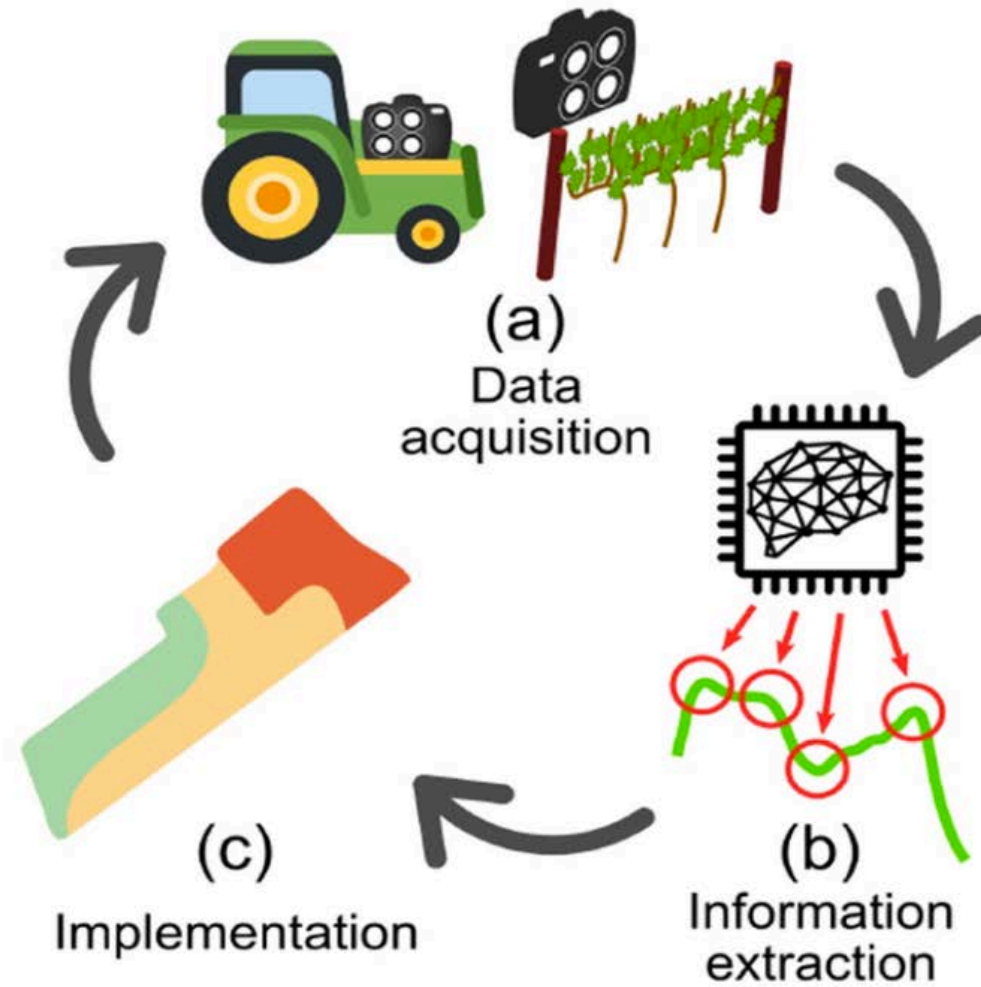 (a)
Data
acquisition
(b)
Information
extraction
(c)
Implementation